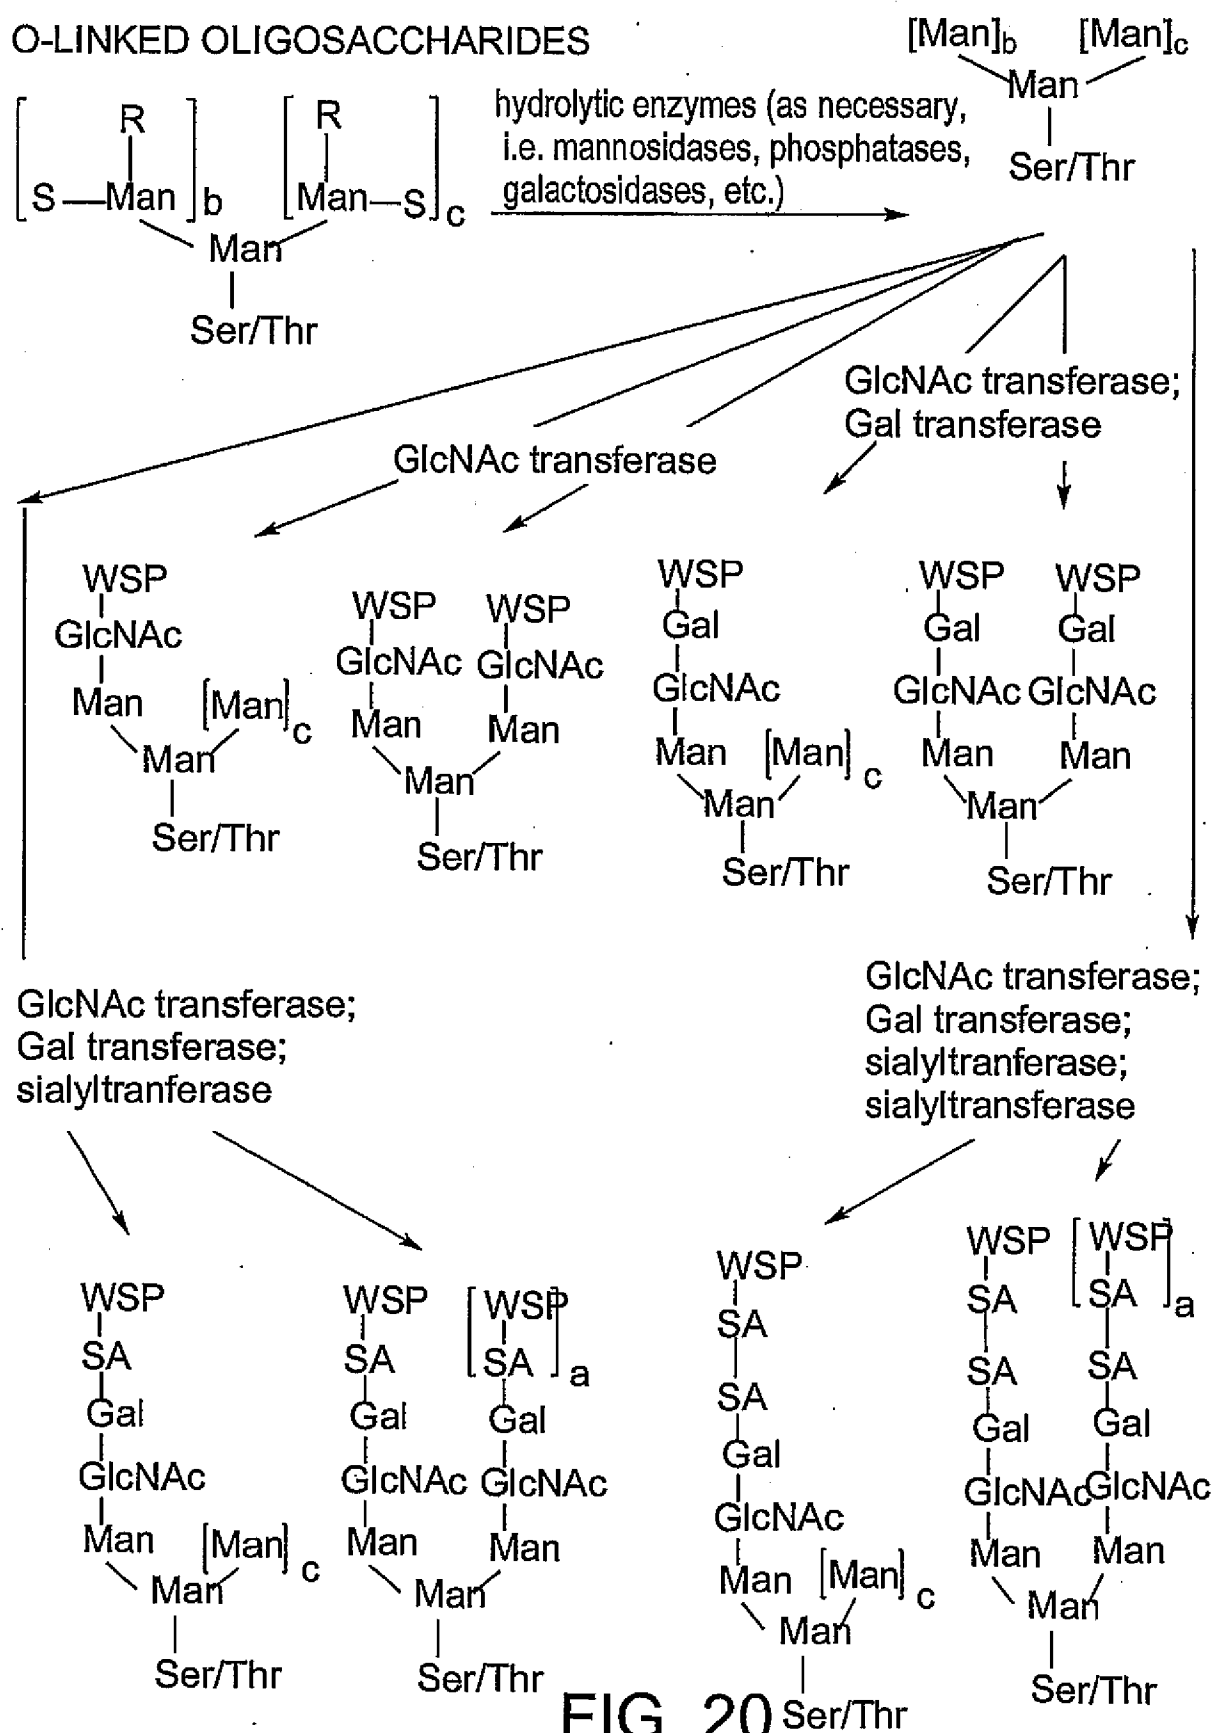 O-LINKED OLIGOSACCHARIDES
[Man]b [Man]c
Man
Ser/Thr
R R
[S—Man]b [Man—S]c
Man
Ser/Thr
hydrolytic enzymes (as necessary,
i.e. mannosidases, phosphatases,
galactosidases, etc.)
GlcNAc transferase;
Gal transferase
GlcNAc transferase
WSP
GlcNAc
Man [Man]c
Man
Ser/Thr
WSP WSP
GlcNAc GlcNAc
Man Man
Man
Ser/Thr
WSP
Gal
GlcNAc
Man [Man]c
Man
Ser/Thr
WSP WSP
Gal Gal
GlcNAc GlcNAc
Man Man
Man
Ser/Thr
GlcNAc transferase;
Gal transferase;
sialyltranferase
GlcNAc transferase;
Gal transferase;
sialyltranferase;
sialyltransferase
WSP
SA
Gal
GlcNAc
Man [Man]c
Man
Ser/Thr
WSP [WSP
SA SA]a
Gal Gal
GlcNAc GlcNAc
Man Man
Man
Ser/Thr
WSP
SA
SA
Gal
GlcNAc
Man [Man]c
Man
Ser/Thr
WSP [WSP
SA SA]a
SA SA
Gal Gal
GlcNAc GlcNAc
Man Man
Man
Ser/Thr
FIG. 20